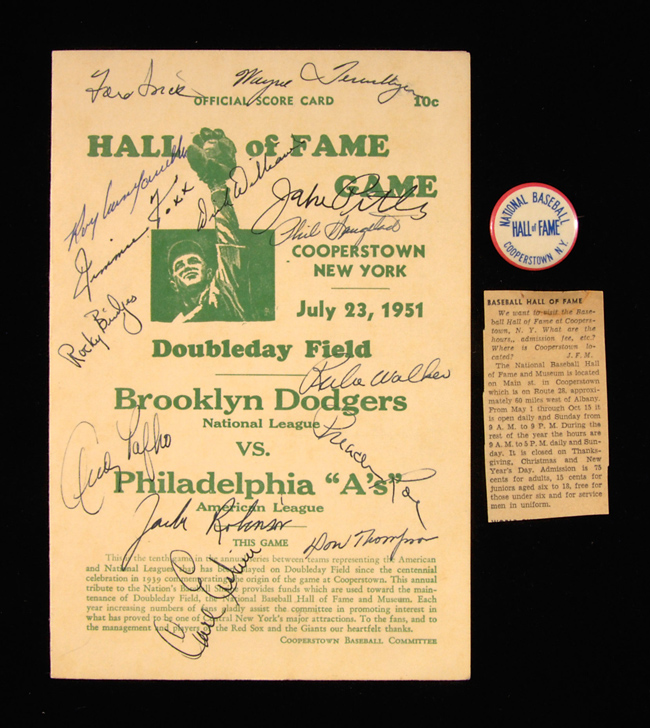 Ford Frick Wayne Terwilliger
OFFICIAL SCORE CARD 10c
HALL of FAME
GAME
Roy Campanella
Jimmie Foxx
Dick Williams
Jake Pitler
Phil Haugstad
COOPERSTOWN
NEW YORK
July 23, 1951
Rocky Bridges
Doubleday Field
Rube Walker
Brooklyn Dodgers
National League
Andy Pafko
Preacher Roe
VS.
Philadelphia "A's"
American League
Jack Robinson
Don Thompson
Carl Erskine
THIS GAME
This is the tenth game in the annual series between teams representing the American
and National Leagues that has been played on Doubleday Field since the centennial
celebration in 1939 commemorating the origin of the game at Cooperstown. This annual
tribute to the Nation's provides funds which are used toward the main-
tenance of Doubleday Field, the National Baseball Hall of Fame and Museum. Each
year increasing numbers of fans gladly assist the committee in promoting interest in
what has proved to be one of Central New York's major attractions. To the fans, and to
the management and players of the Red Sox and the Giants our heartfelt thanks.
COOPERSTOWN BASEBALL COMMITTEE
NATIONAL BASEBALL
HALL of FAME
COOPERSTOWN N.Y.
BASEBALL HALL OF FAME
We want to visit the Base-
ball Hall of Fame at Coopers-
town, N. Y. What are the
hours., admission fee, etc.?
Where is Cooperstown lo-
cated? J. F. M.
The National Baseball Hall
of Fame and Museum is located
on Main st. in Cooperstown
which is on Route 28, approxi-
mately 60 miles west of Albany.
From May 1 through Oct 15 it
is open daily and Sunday from
9 A. M. to 9 P. M. During the
rest of the year the hours are
9 A. M. to 5 P. M. daily and Sun-
day. It is closed on Thanks-
giving, Christmas and New
Year's Day. Admission is 75
cents for adults, 15 cents for
juniors aged six to 18, free for
those under six and for service
men in uniform.